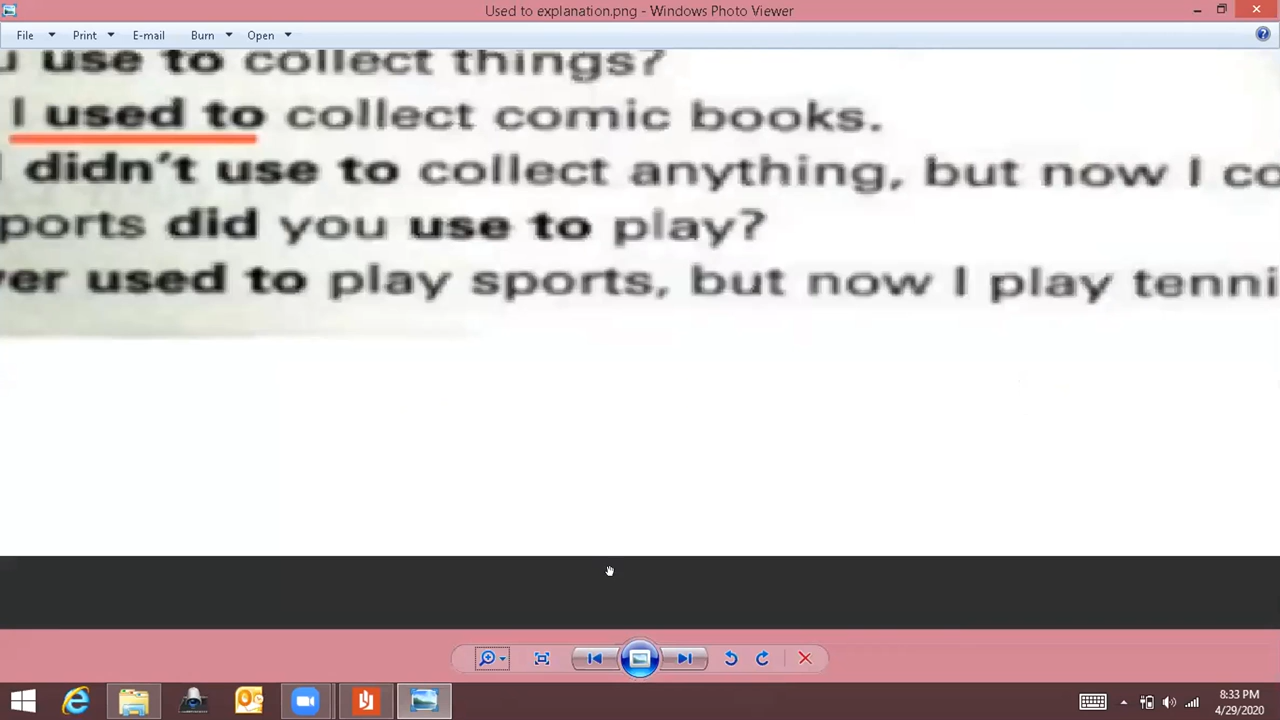 Used to explanation.png - Windows Photo Viewer
File Print E-mail Burn Open
use to collect things?
I used to collect comic books.
didn't use to collect anything, but now I co
ports did you use to play?
ver used to play sports, but now I play tenni
8:33 PM
4/29/2020